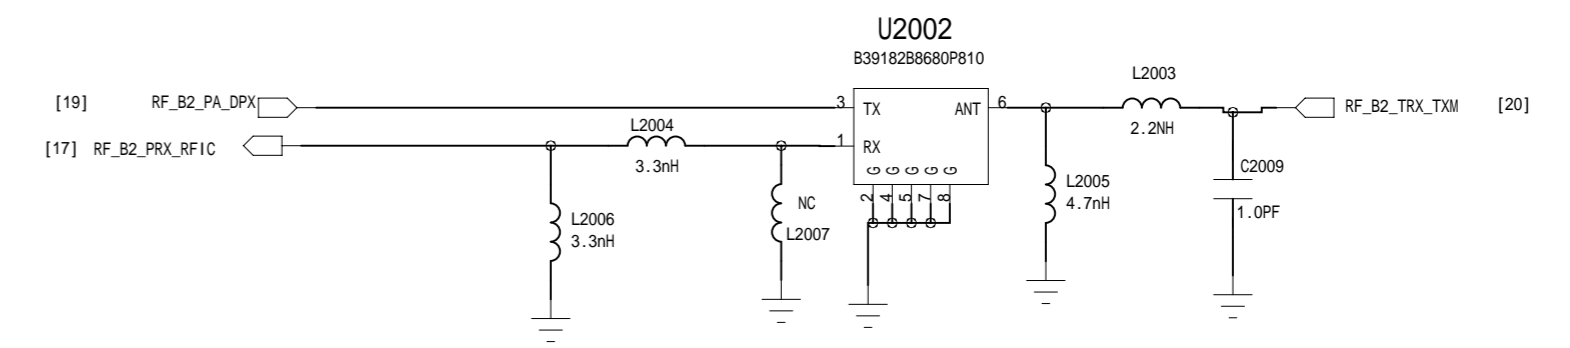 U2002
B39182B8680P810
L2003
[19] RF_B2_PA_DPX 3 TX ANT 6 RF_B2_TRX_TXM [20]
2.2NH
L2004
[17] RF_B2_PRX_RFIC 1 RX
3.3nH
C2009
G G G G G
L2005
2 4 5 7 8
NC
4.7nH
1.0PF
L2006
L2007
3.3nH